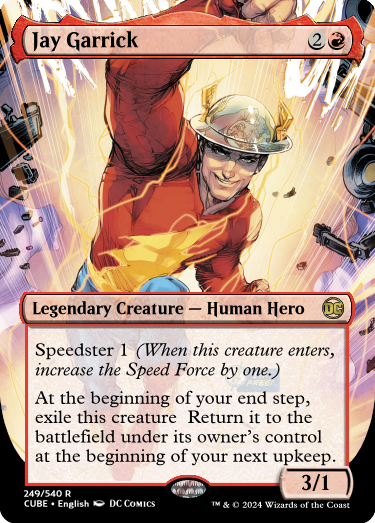 Jay Garrick 2
Legendary Creature — Human Hero DC
Speedster 1 (When this creature enters,
increase the Speed Force by one.)
At the beginning of your end step,
exile this creature  Return it to the
battlefield under its owner's control
at the beginning of your next upkeep.
3/1
249/540 R
CUBE • English DC COMICS
™ & © 2024 Wizards of the Coast